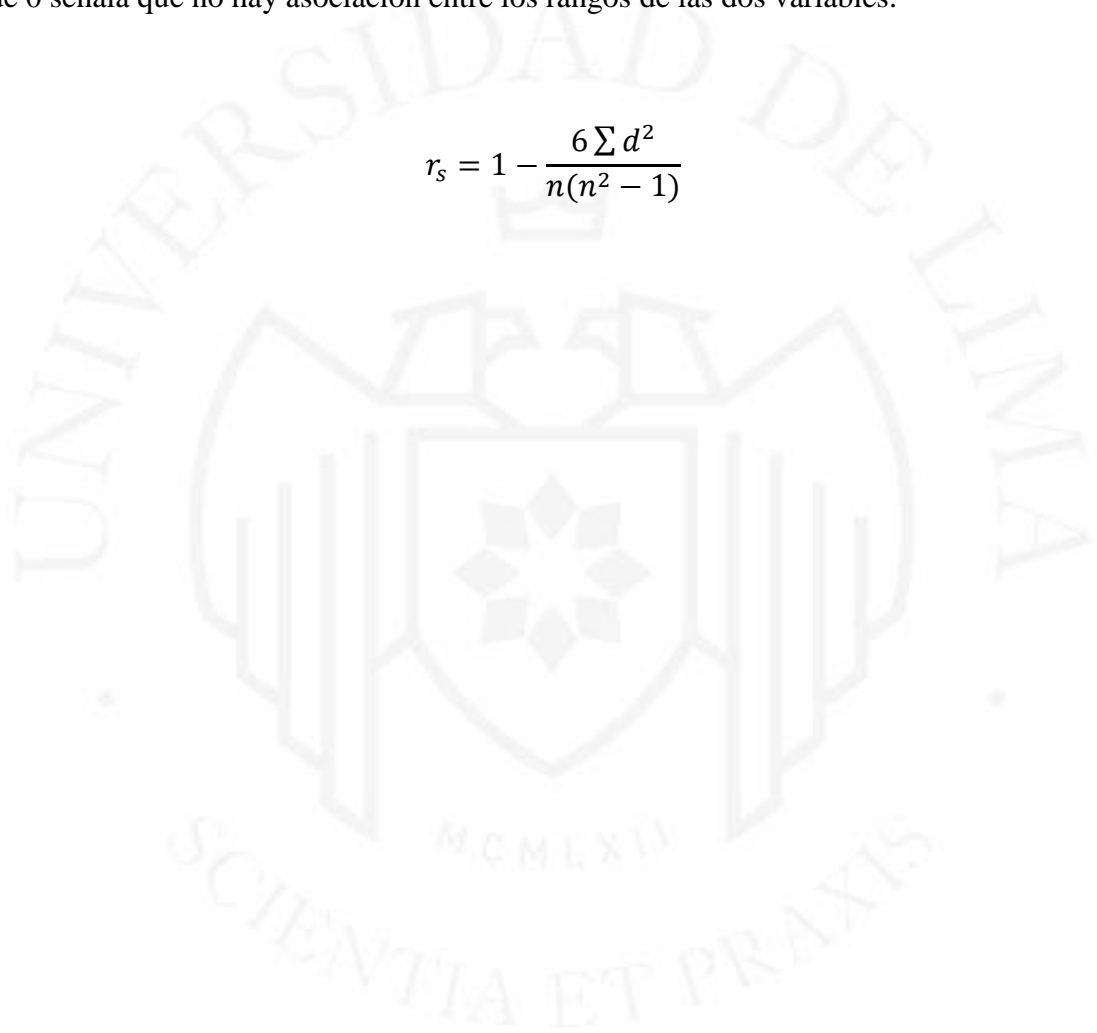 de 0 señala que no hay asociación entre los rangos de las dos variables.
r_s = 1 − 6 ∑ d² / n(n² − 1)
UNIVERSIDAD DE LIMA
MCMLXII
SCIENTIA ET PRAXIS